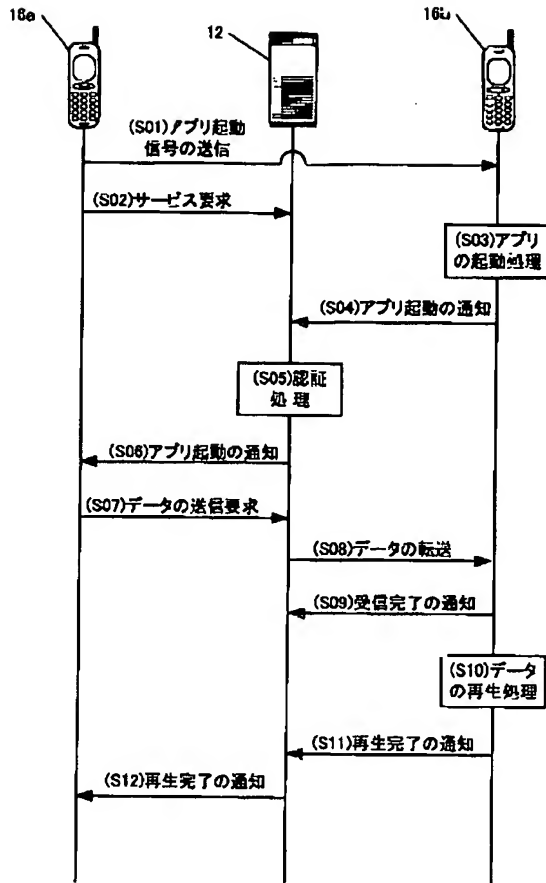 16a
12
16b
(S01)アプリ起動
信号の送信
(S02)サービス要求
(S03)アプリ
の起動処理
(S04)アプリ起動の通知
(S05)認証
処理
(S06)アプリ起動の通知
(S07)データの送信要求
(S08)データの転送
(S09)受信完了の通知
(S10)データ
の再生処理
(S11)再生完了の通知
(S12)再生完了の通知